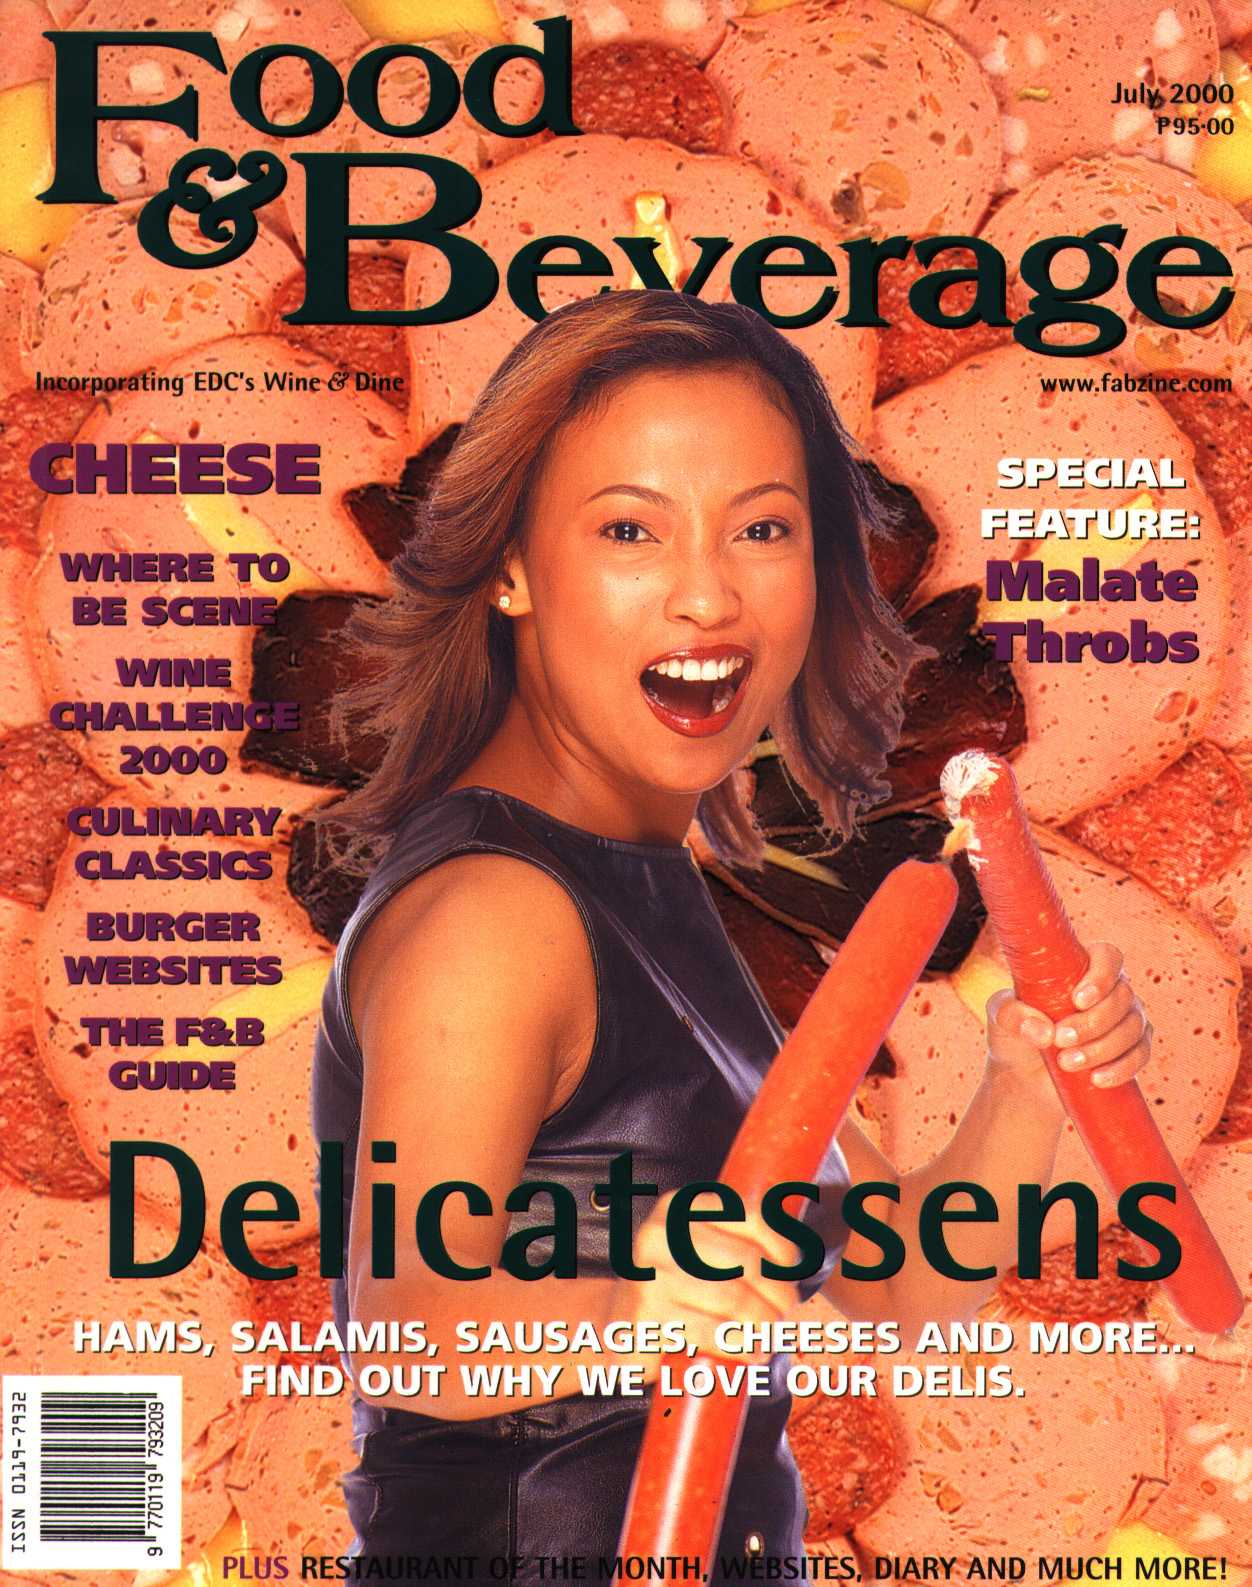 Food
& Beverage
July 2000
₱95·00
Incorporating EDC's Wine & Dine
www.fabzine.com
CHEESE
WHERE TO
BE SCENE
WINE
CHALLENGE
2000
CULINARY
CLASSICS
BURGER
WEBSITES
THE F&B
GUIDE
SPECIAL
FEATURE:
Malate
Throbs
Delicatessens
HAMS, SALAMIS, SAUSAGES, CHEESES AND MORE...
FIND OUT WHY WE LOVE OUR DELIS.
ISSN 0119-7932
9 770119 793209
PLUS RESTAURANT OF THE MONTH, WEBSITES, DIARY AND MUCH MORE!